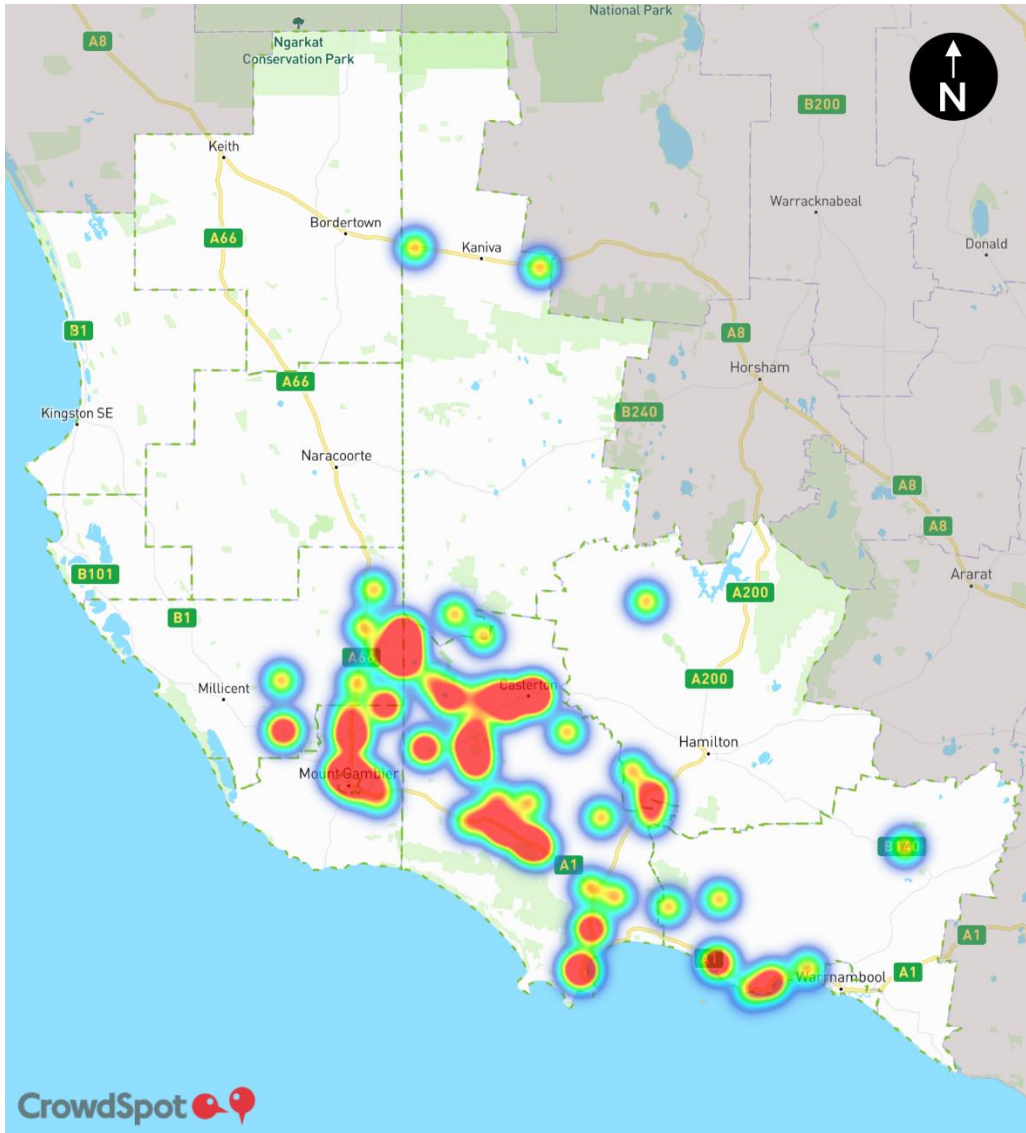 National Park
A8
Ngarkat
Conservation Park
N
B200
Keith
Warracknabeal
Bordertown
A66
Kaniva
Donald
B1
A8
Horsham
A66
B240
Kingston SE
Naracoorte
A8
A8
B101
Ararat
A200
B1
A66
A200
Millicent
Casterton
Hamilton
Mount Gambier
B140
A1
A1
A1
Warrnambool
A1
CrowdSpot